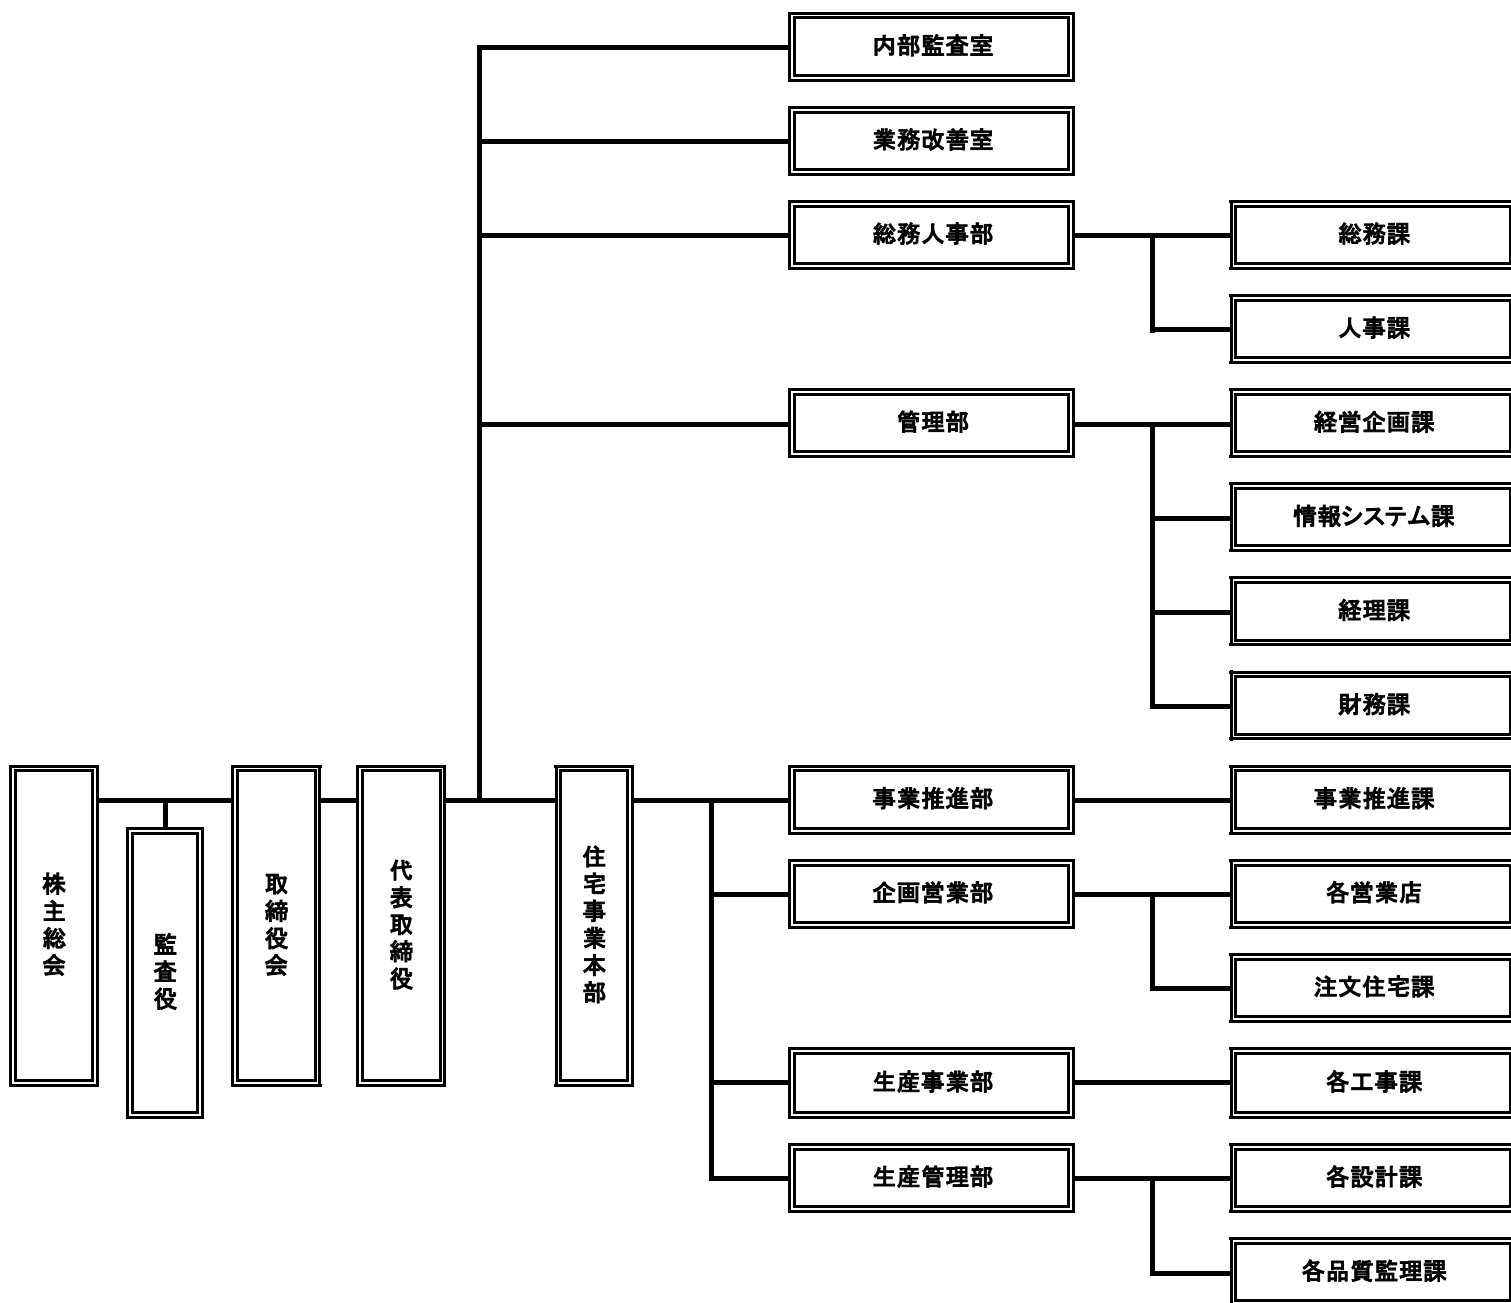 内部監査室
業務改善室
総務人事部
総務課
人事課
管理部
経営企画課
情報システム課
経理課
財務課
株主総会
監査役
取締役会
代表取締役
住宅事業本部
事業推進部
事業推進課
企画営業部
各営業店
注文住宅課
生産事業部
各工事課
生産管理部
各設計課
各品質監理課